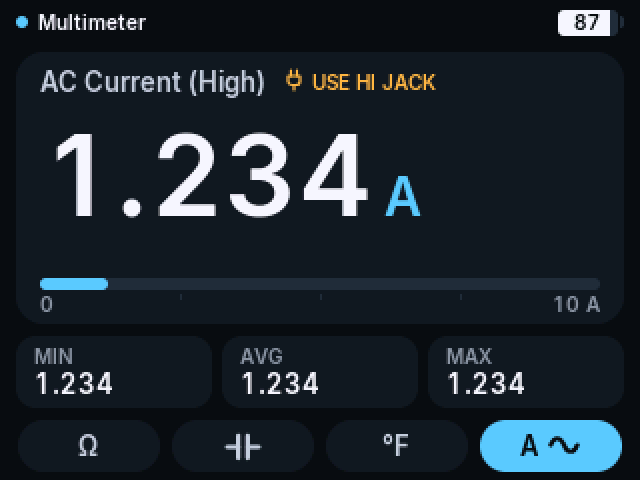 Multimeter
87
AC Current (High) USE HI JACK
1.234 A
0 10 A
MIN AVG MAX
1.234 1.234 1.234
Ω °F A